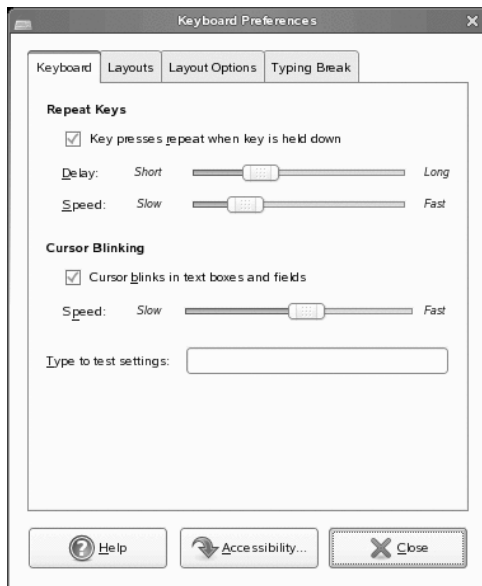 Keyboard Preferences
Keyboard Layouts Layout Options Typing Break
Repeat Keys
Key presses repeat when key is held down
Delay: Short Long
Speed: Slow Fast
Cursor Blinking
Cursor blinks in text boxes and fields
Speed: Slow Fast
Type to test settings:
Help Accessibility... Close